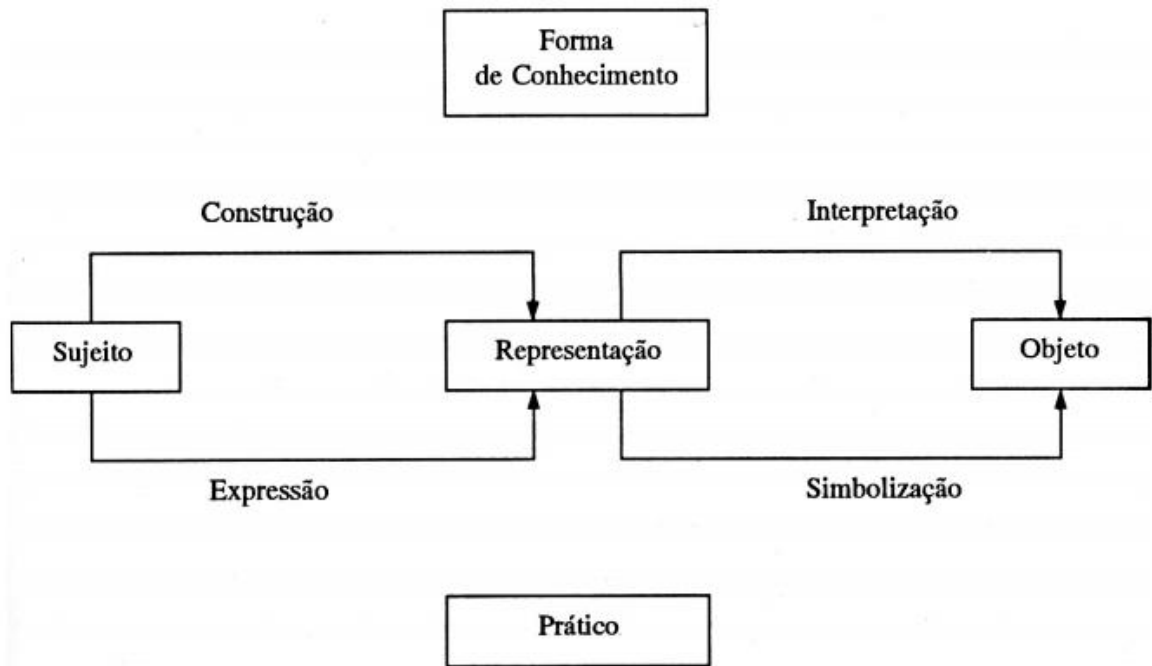 Forma
de Conhecimento
Construção
Interpretação
Sujeito
Representação
Objeto
Expressão
Simbolização
Prático